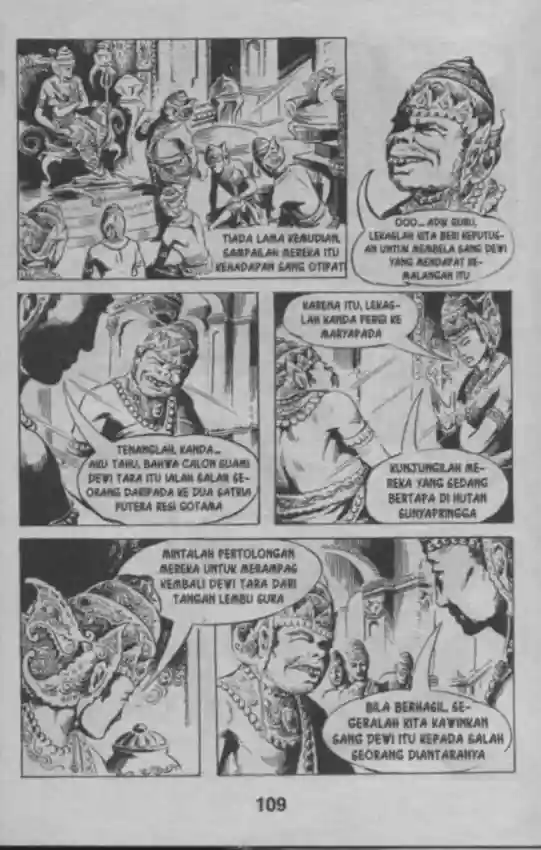 TIADA LAMA KEMUDIAN,
SAMPAILAH MEREKA ITU
KEHADAPAN SANG OTIPATI
OOO... ADIK GURU,
LEKASLAH KITA BERI KEPUTUS-
AN UNTUK MEMBELA SANG DEWI
YANG MENDAPAT KE-
MALANGAN ITU
TENANGLAH, KANDA...
AKU TAHU, BAHWA CALON SUAMI
DEWI TARA ITU IALAH SALAH SE-
ORANG DARIPADA KE DUA SATRIA
PUTERA RESI GOTAMA
KARENA ITU, LEKAS-
LAH KANDA PERGI KE
MARYAPADA
KUNJUNGILAH ME-
REKA YANG SEDANG
BERTAPA DI HUTAN
SUNYAPRINGGA
MINTALAH PERTOLONGAN
MEREKA UNTUK MERAMPAS
KEMBALI DEWI TARA DARI
TANGAN LEMBU SURA
BILA BERHASIL, SE-
GERALAH KITA KAWINKAN
SANG DEWI ITU KEPADA SALAH
SEORANG DIANTARANYA
109